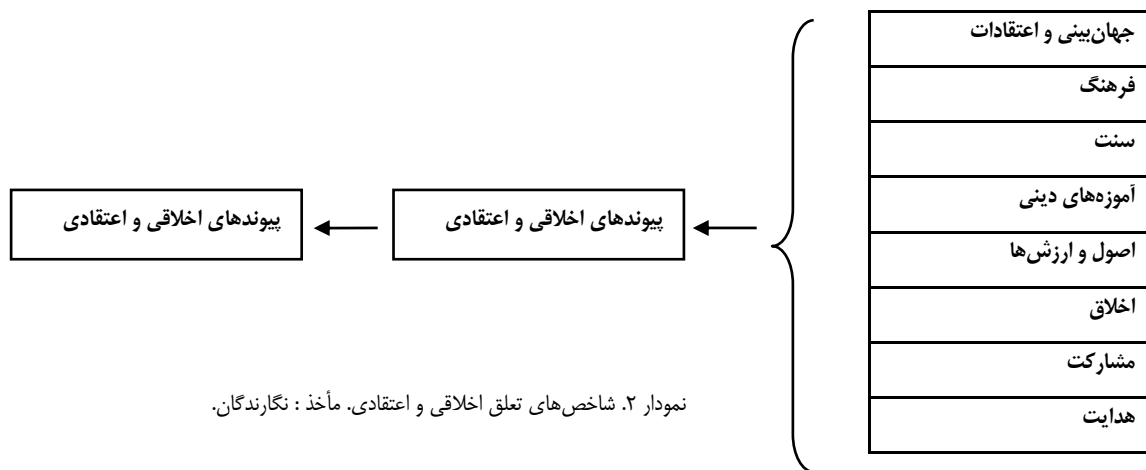 جهان‌بینی و اعتقادات
فرهنگ
سنت
آموزه‌های دینی
اصول و ارزش‌ها
اخلاق
مشارکت
هدایت
پیوندهای اخلاقی و اعتقادی
پیوندهای اخلاقی و اعتقادی
نمودار ۲. شاخص‌های تعلق اخلاقی و اعتقادی. مأخذ : نگارندگان.